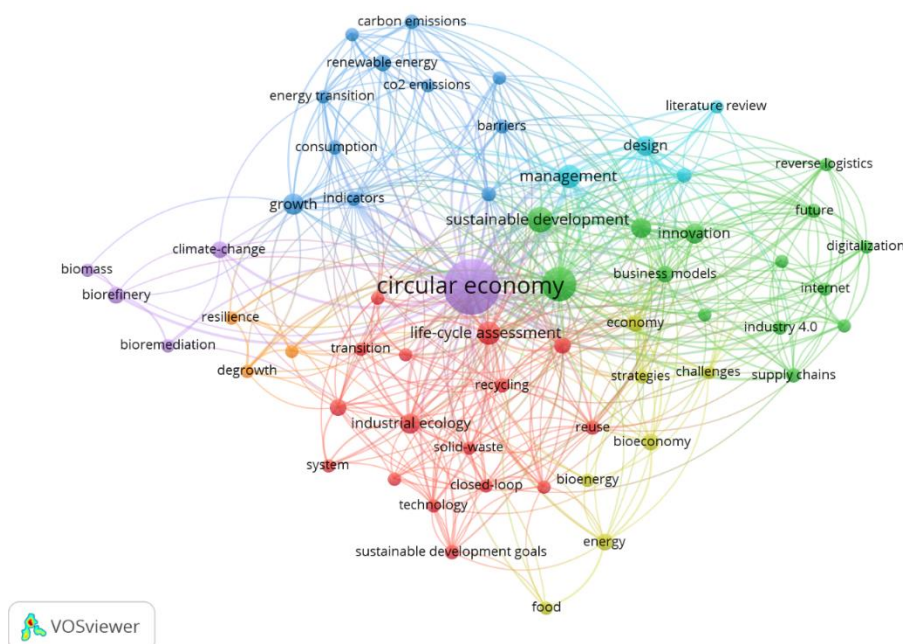 carbon emissions
renewable energy
co2 emissions
energy transition
literature review
barriers
consumption
design
reverse logistics
management
growth
indicators
future
sustainable development
innovation
climate-change
digitalization
biomass
business models
circular economy
biorefinery
internet
resilience
economy
life-cycle assessment
industry 4.0
bioremediation
transition
degrowth
strategies
challenges
supply chains
recycling
industrial ecology
reuse
bioeconomy
solid-waste
system
bioenergy
closed-loop
technology
energy
sustainable development goals
food
VOSviewer